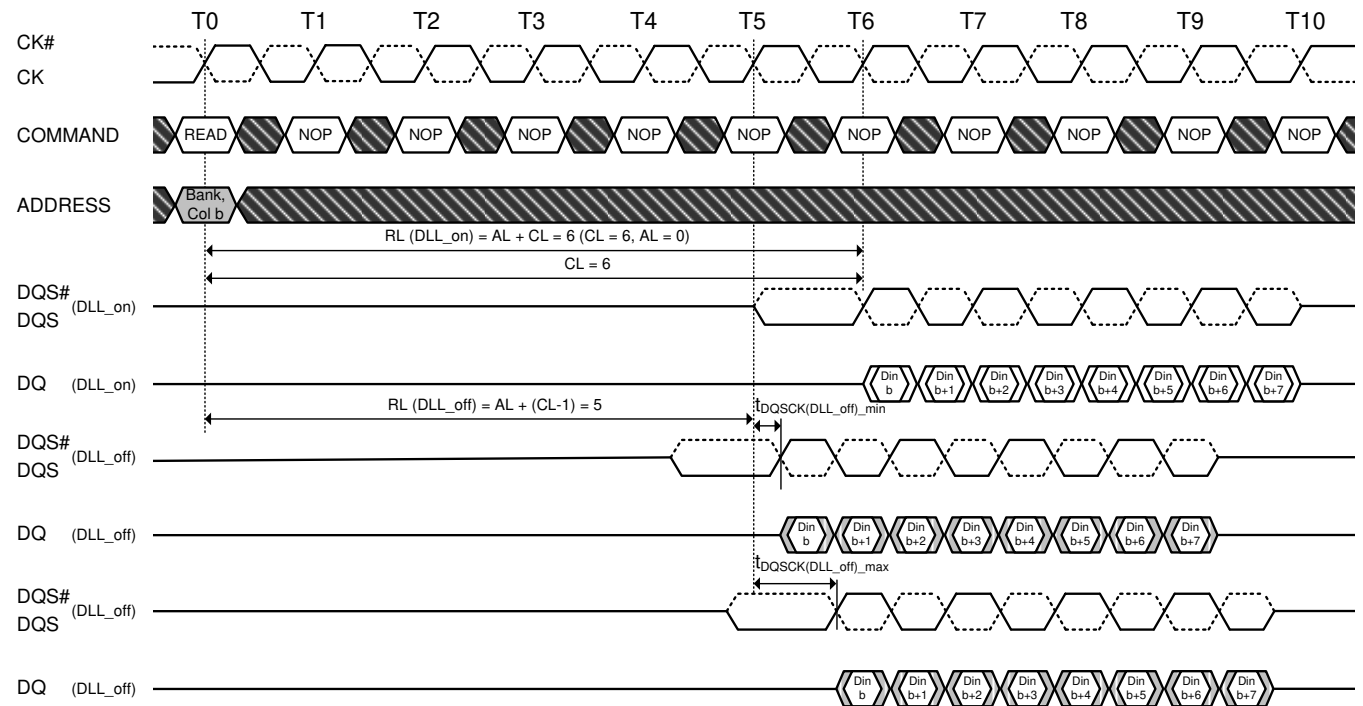 T0 T1 T2 T3 T4 T5 T6 T7 T8 T9 T10
CK#
CK
COMMAND READ NOP NOP NOP NOP NOP NOP NOP NOP NOP NOP
ADDRESS Bank,
Col b
RL (DLL_on) = AL + CL = 6 (CL = 6, AL = 0)
CL = 6
DQS# (DLL_on)
DQS
DQ (DLL_on) Din Din Din Din Din Din Din Din
b b+1 b+2 b+3 b+4 b+5 b+6 b+7
RL (DLL_off) = AL + (CL-1) = 5 tDQSCK(DLL_off)_min
DQS# (DLL_off)
DQS
DQ (DLL_off) Din Din Din Din Din Din Din Din
b b+1 b+2 b+3 b+4 b+5 b+6 b+7
tDQSCK(DLL_off)_max
DQS# (DLL_off)
DQS
DQ (DLL_off) Din Din Din Din Din Din Din Din
b b+1 b+2 b+3 b+4 b+5 b+6 b+7